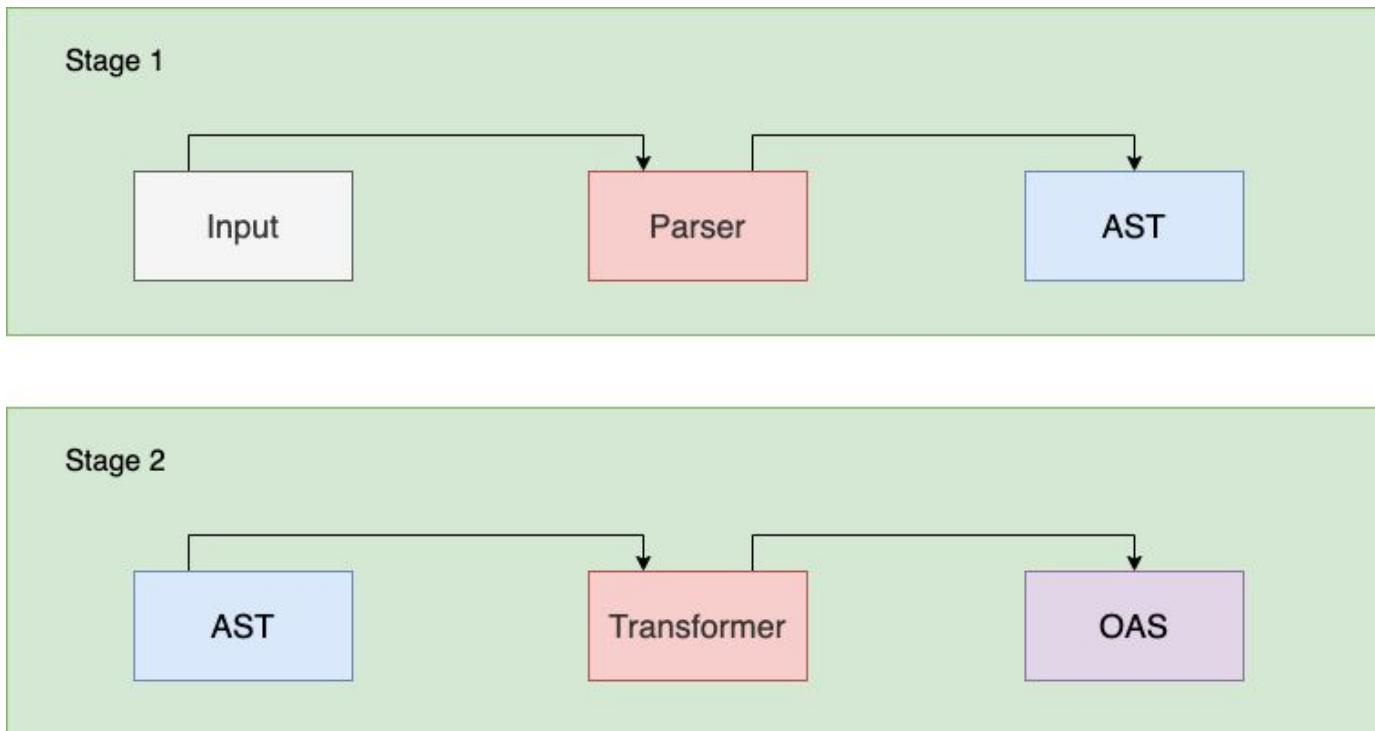 Stage 1
Input
Parser
AST
Stage 2
AST
Transformer
OAS